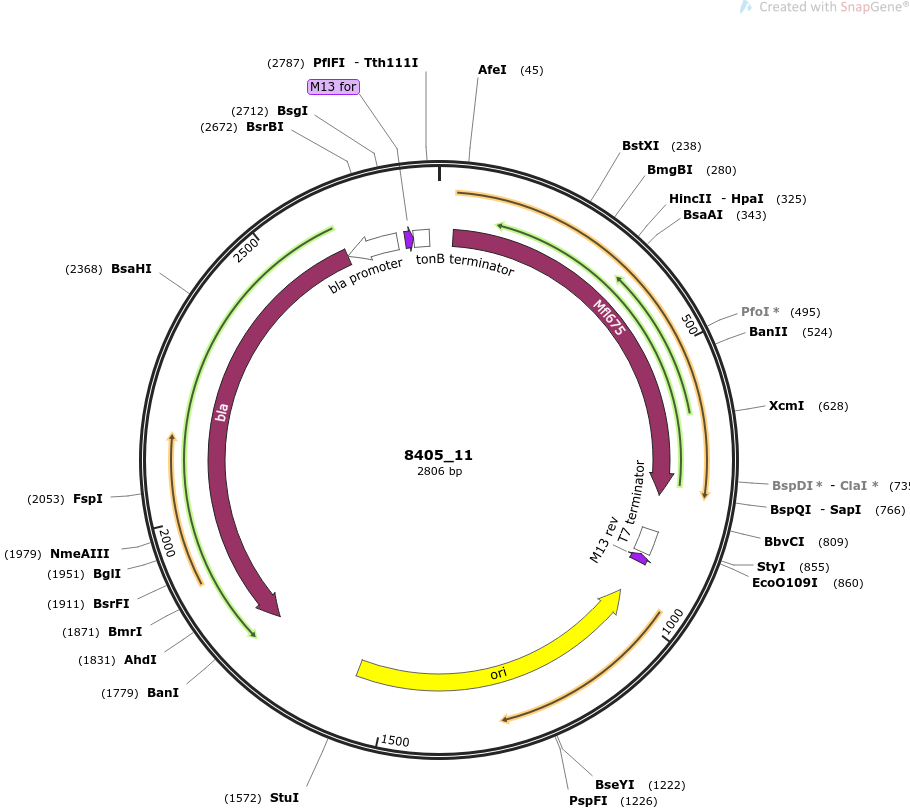 Created with SnapGene®
(2787) PflFI - Tth111I
AfeI (45)
M13 for
(2712) BsgI
(2672) BsrBI
BstXI (238)
BmgBI (280)
HincII - HpaI (325)
BsaAI (343)
2500
(2368) BsaHI
bla promoter
tonB terminator
Mfl675
500
PfoI * (495)
BanII (524)
XcmI (628)
bla
8405_11
2806 bp
BspDI * - ClaI * (735
BspQI - SapI (766)
(2053) FspI
T7 terminator
M13 rev
BbvCI (809)
2000
(1979) NmeAIII
StyI (855)
(1951) BglI
EcoO109I (860)
(1911) BsrFI
(1871) BmrI
1000
(1831) AhdI
ori
(1779) BanI
1500
BseYI (1222)
(1572) StuI
PspFI (1226)